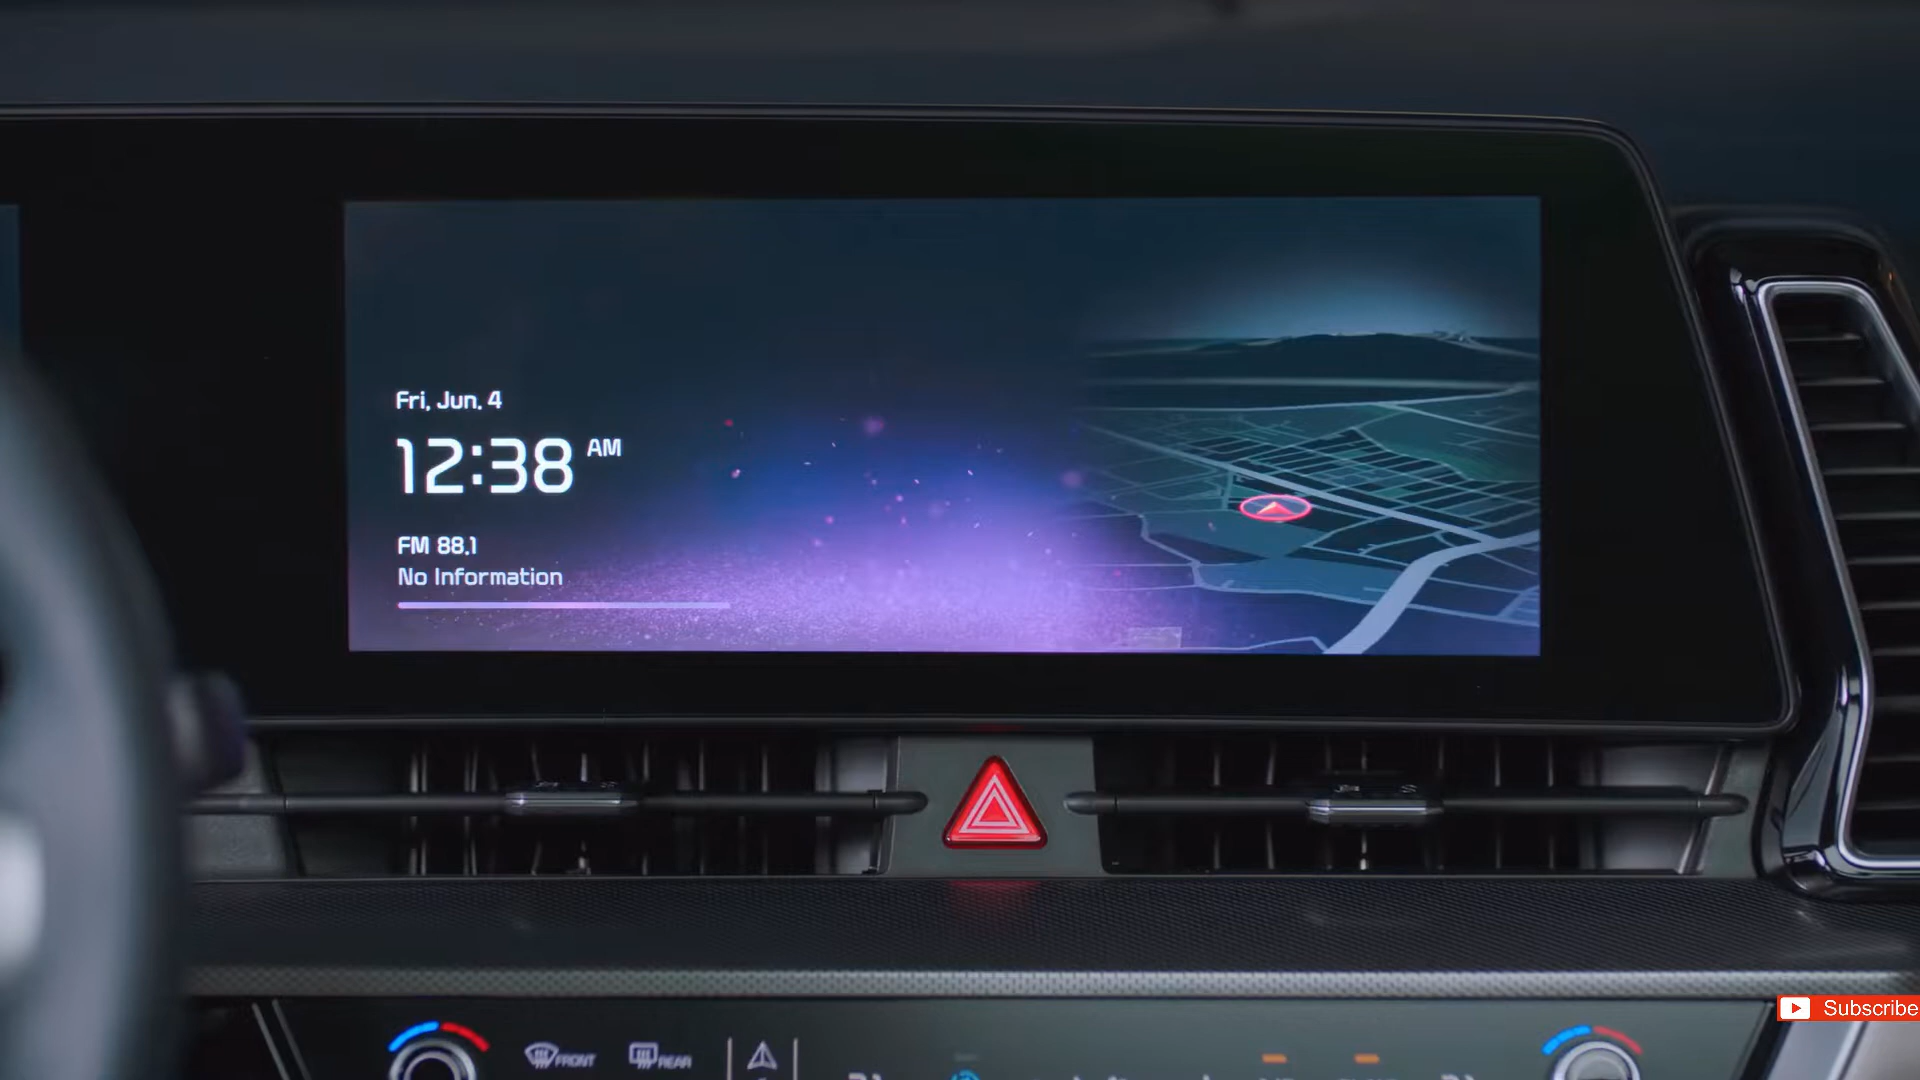 Fri, Jun. 4
12:38 AM
FM 88.1
No Information
FRONT
REAR
Subscribe